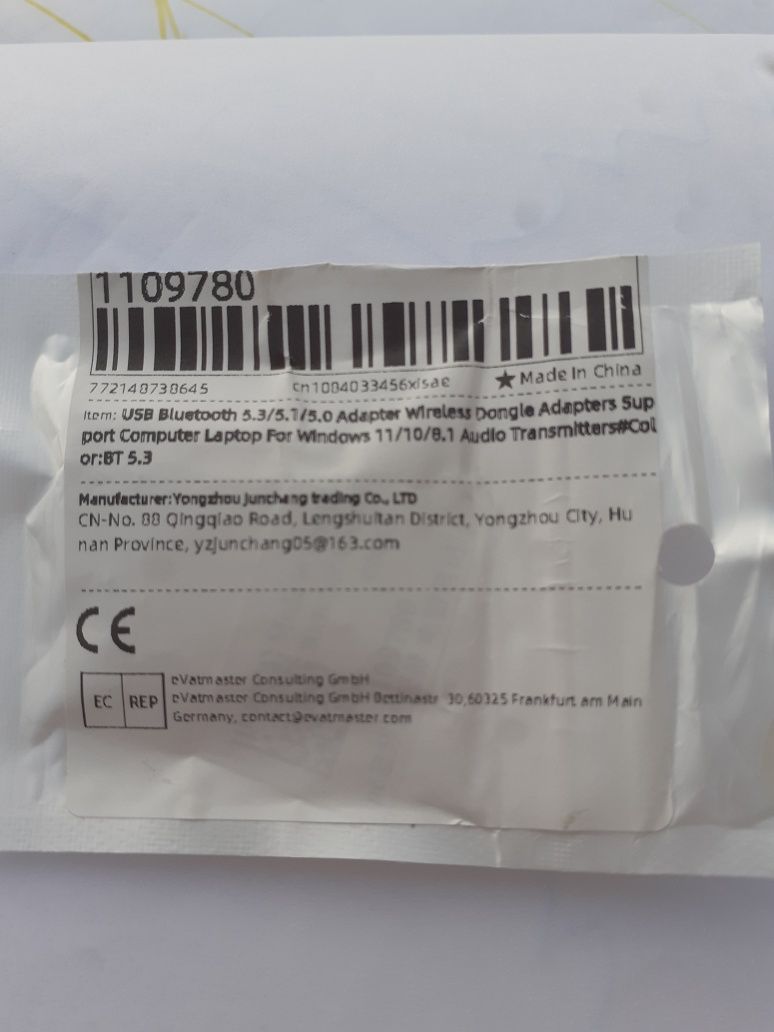 1109780
772148738645 cn1084033456xisae ★ Made In China
Item: USB Bluetooth 5.3/5.1/5.0 Adapter Wireless Dongle Adapters Sup
port Computer Laptop For Windows 11/10/8.1 Audio Transmitters#Col
or:BT 5.3
Manufacturer:Yongzhou Junchang trading Co., LTD
CN-No. 88 Qingqiao Road, Lengshuitan District, Yongzhou City, Hu
nan Province, yzjunchang05@163.com
CE
EC REP
eVatmaster Consulting GmbH
eVatmaster Consulting GmbH Bettinastr. 30,60325 Frankfurt am Main
Germany, contact@evatmaster.com